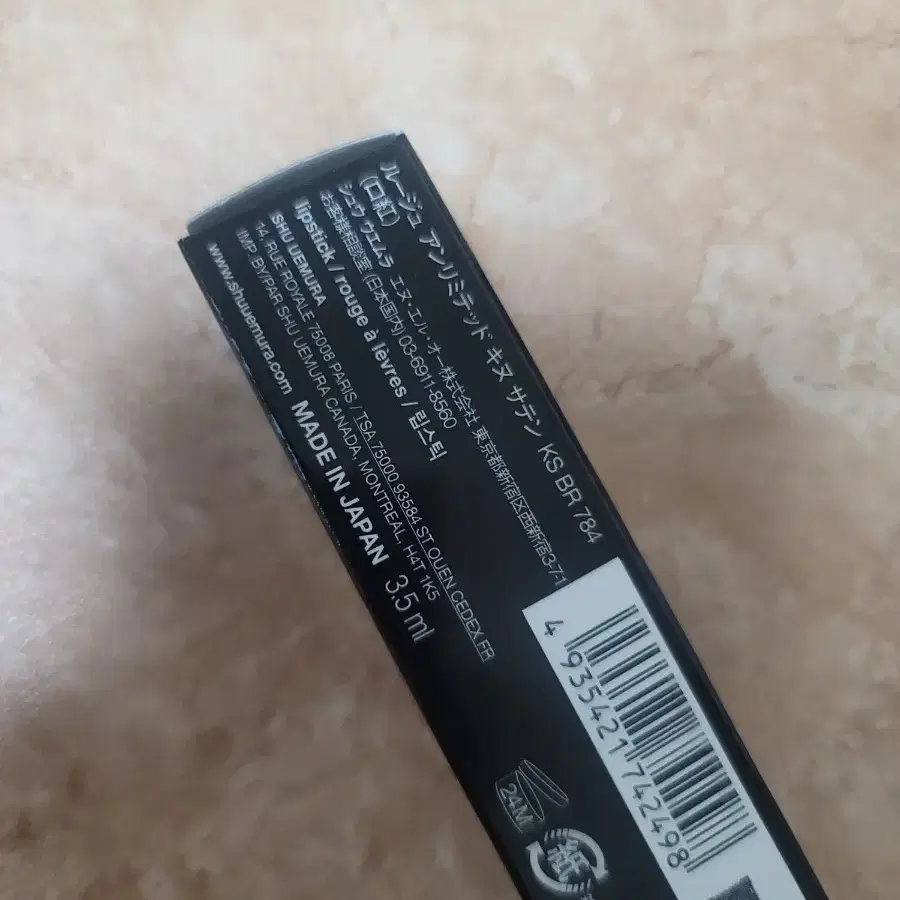 ルージュ アンリミテッド キヌ サテン KS BR 784
(口紅)
シュウ ウエムラ エヌ・エル・オー株式会社 東京都新宿区西新宿3-7-1
お客様相談室 (日本国内) 03-6911-8560
lipstick / rouge à lèvres / 립스틱
SHU UEMURA
14, RUE ROYALE 75008 PARIS / TSA 75000 93584 ST OUEN CEDEX FR
IMP. BY/PAR SHU UEMURA CANADA, MONTREAL, H4T 1K5
www.shuuemura.com MADE IN JAPAN 3.5 ml
4 935421 742498
24M
紙